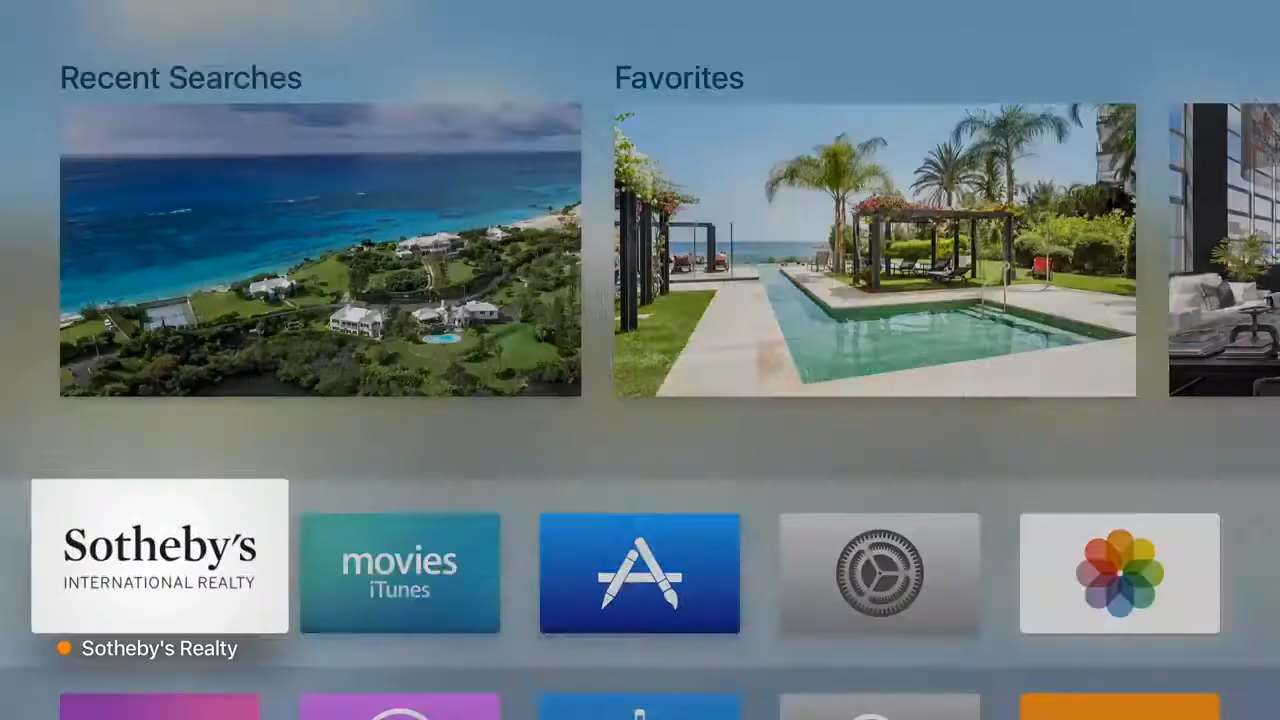 Recent Searches
Favorites
Sotheby's
INTERNATIONAL REALTY
movies
iTunes
Sotheby's Realty